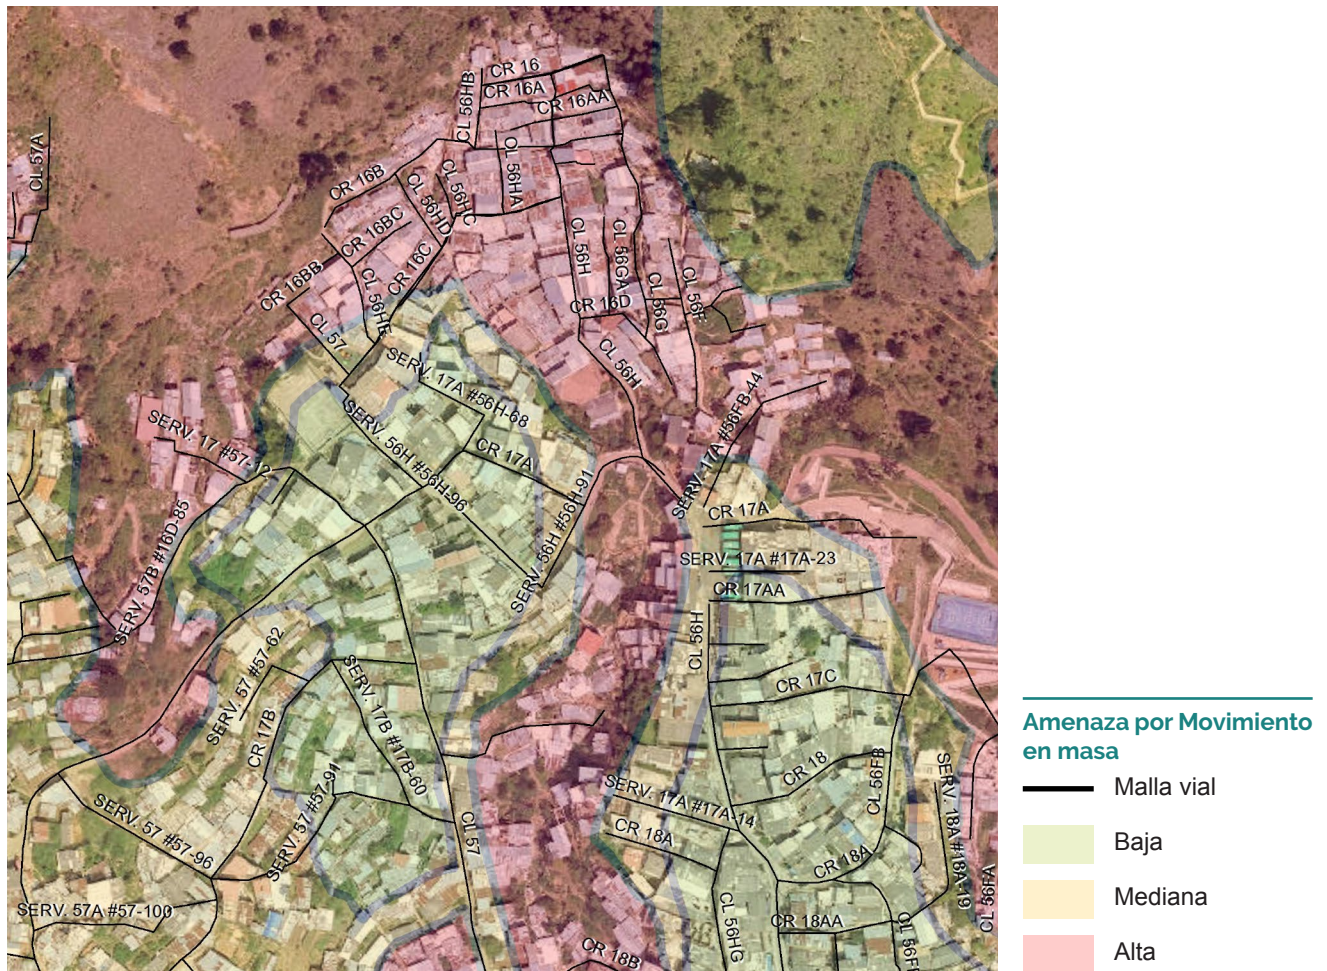 CR 16
CR 16A
CR 16AA
CL 56HB
CL 57A
CL 56HA
CR 16B
CL 56HC
CL 56HD
CR 16BC
CR 16C
CL 56H
CL 56GA
CL 56G
CL 56F
CR 16BB
CL 56HE
CR 16D
CL 57
CL 56H
SERV. 17A #56H-68
SERV. 17A #56FB-44
SERV. 56H #56H-96
SERV. 17 #57-121
CR 17A
SERV. 56H #56H-91
SERV. 57B #16D-85
CR 17A
SERV. 17A #17A-23
CR 17AA
CL 56H
SERV. 57 #57-62
CR 17B
SERV. 17B #17B-60
CR 17C
CR 18
CL 56FB
SERV. 18A #18A-19
SERV. 57 #57-91
SERV. 57 #57-96
CL 57
SERV. 17A #17A-14
CR 18A
CR 18A
CL 56FA
SERV. 57A #57-100
CL 56HG
CR 18AA
CR 18B
Amenaza por Movimiento
en masa
Malla vial
Baja
Mediana
Alta